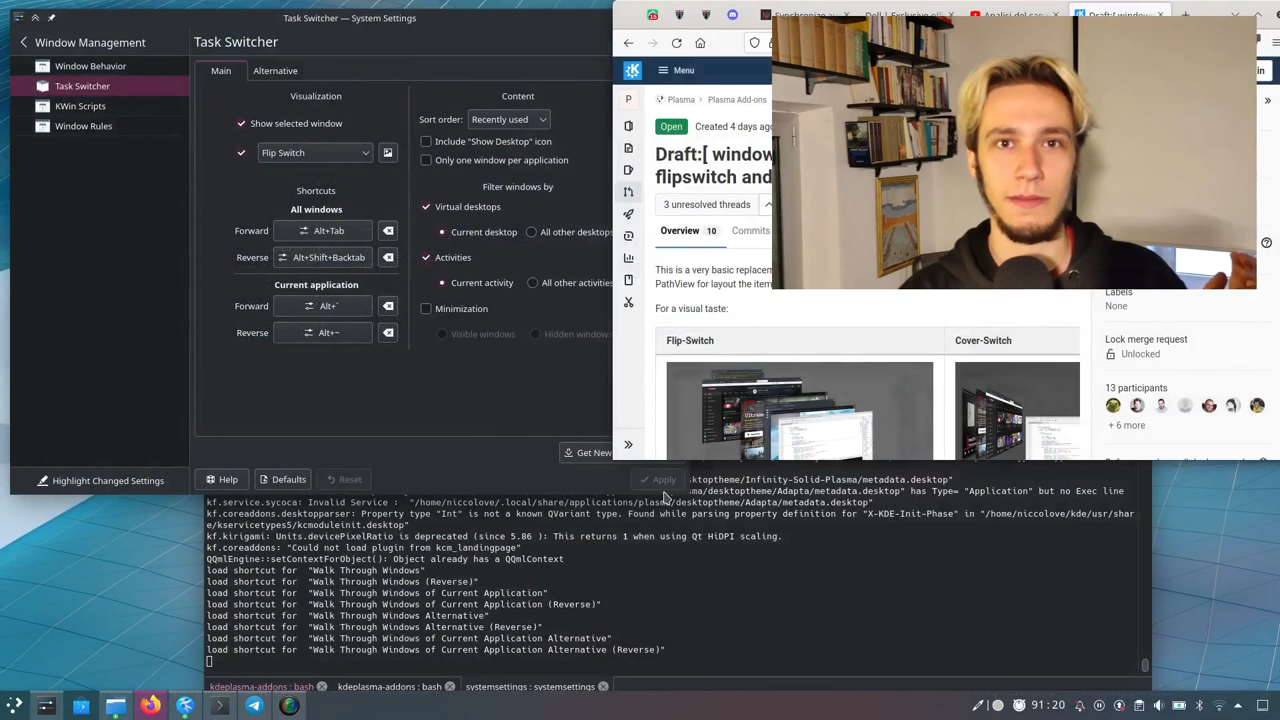 Task Switcher — System Settings
Window Management
Window Behavior
Task Switcher
KWin Scripts
Window Rules
Highlight Changed Settings
Task Switcher
Main
Alternative
Visualization
Show selected window
Flip Switch
Shortcuts
All windows
Forward
Alt+Tab
Reverse
Alt+Shift+Backtab
Current application
Forward
Alt+`
Reverse
Alt+~
Content
Sort order:
Recently used
Include "Show Desktop" icon
Only one window per application
Filter windows by
Virtual desktops
Current desktop
All other desktops
Activities
Current activity
All other activities
Minimization
Visible windows
Hidden windows
Get New
Help
Defaults
Reset
Apply
Synchronize au
Doll | Exclusive off
Analisi del sana
Draft:[ window
Menu
in
P
Plasma
Plasma Add-ons
Open
Created 4 days ago
Draft:[ window
flipswitch and
3 unresolved threads
Overview 10
Commits
This is a very basic replacem
PathView for layout the item
For a visual taste:
Flip-Switch
Cover-Switch
Labels
None
Lock merge request
Unlocked
13 participants
+ 6 more
sktoptheme/Infinity-Solid-Plasma/metadata.desktop"
sma/desktoptheme/Adapta/metadata.desktop" has Type= "Application" but no Exec line
kf.service.sycoca: Invalid Service : "/home/niccolove/.local/share/applications/plasma/desktoptheme/Adapta/metadata.desktop"
kf.coreaddons.desktopparser: Property type "Int" is not a known QVariant type. Found while parsing property definition for "X-KDE-Init-Phase" in "/home/niccolove/kde/usr/shar
e/kservicetypes5/kcmoduleinit.desktop"
kf.kirigami: Units.devicePixelRatio is deprecated (since 5.86 ): This returns 1 when using Qt HiDPI scaling.
kf.coreaddons: "Could not load plugin from kcm_landingpage"
QQmlEngine::setContextForObject(): Object already has a QQmlContext
load shortcut for "Walk Through Windows"
load shortcut for "Walk Through Windows (Reverse)"
load shortcut for "Walk Through Windows of Current Application"
load shortcut for "Walk Through Windows of Current Application (Reverse)"
load shortcut for "Walk Through Windows Alternative"
load shortcut for "Walk Through Windows Alternative (Reverse)"
load shortcut for "Walk Through Windows of Current Application Alternative"
load shortcut for "Walk Through Windows of Current Application Alternative (Reverse)"
kdeplasma-addons : bash
kdeplasma-addons : bash
systemsettings : systemsettings
91:20